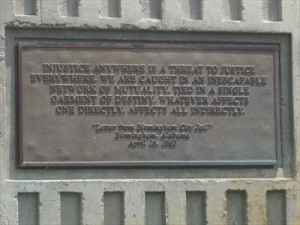 INJUSTICE ANYWHERE IS A THREAT TO JUSTICE
EVERYWHERE. WE ARE CAUGHT IN AN INESCAPABLE
NETWORK OF MUTUALITY, TIED IN A SINGLE
GARMENT OF DESTINY. WHATEVER AFFECTS
ONE DIRECTLY, AFFECTS ALL INDIRECTLY.
"Letter from Birmingham City Jail"
Birmingham, Alabama
April 16, 1963